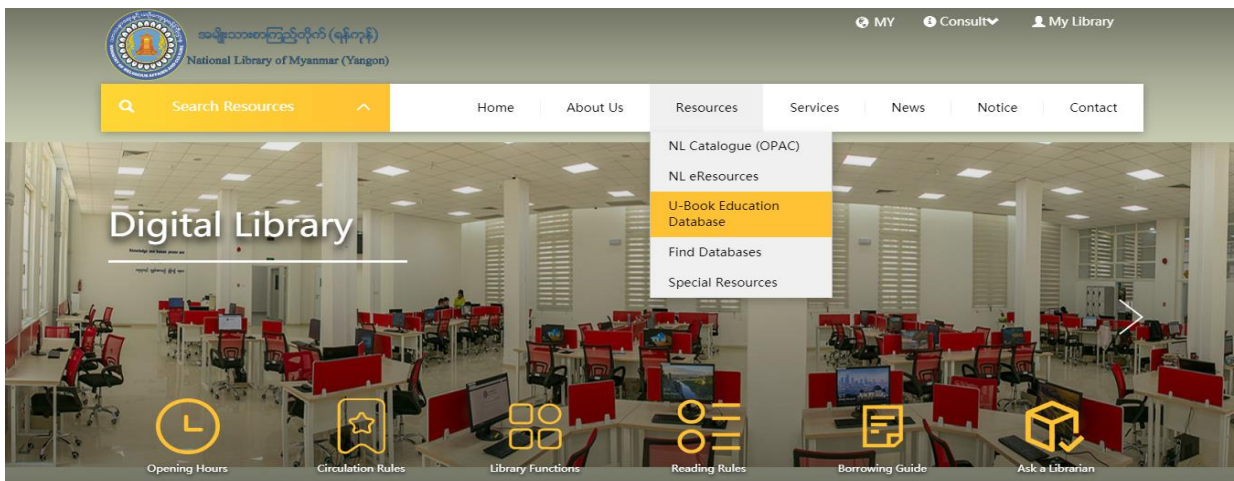 MY
Consult
My Library
အမျိုးသားစာကြည့်တိုက် (ရန်ကုန်)
National Library of Myanmar (Yangon)
Search Resources
Home
About Us
Resources
Services
News
Notice
Contact
NL Catalogue (OPAC)
NL eResources
U-Book Education
Database
Find Databases
Special Resources
Digital Library
Opening Hours
Circulation Rules
Library Functions
Reading Rules
Borrowing Guide
Ask a Librarian